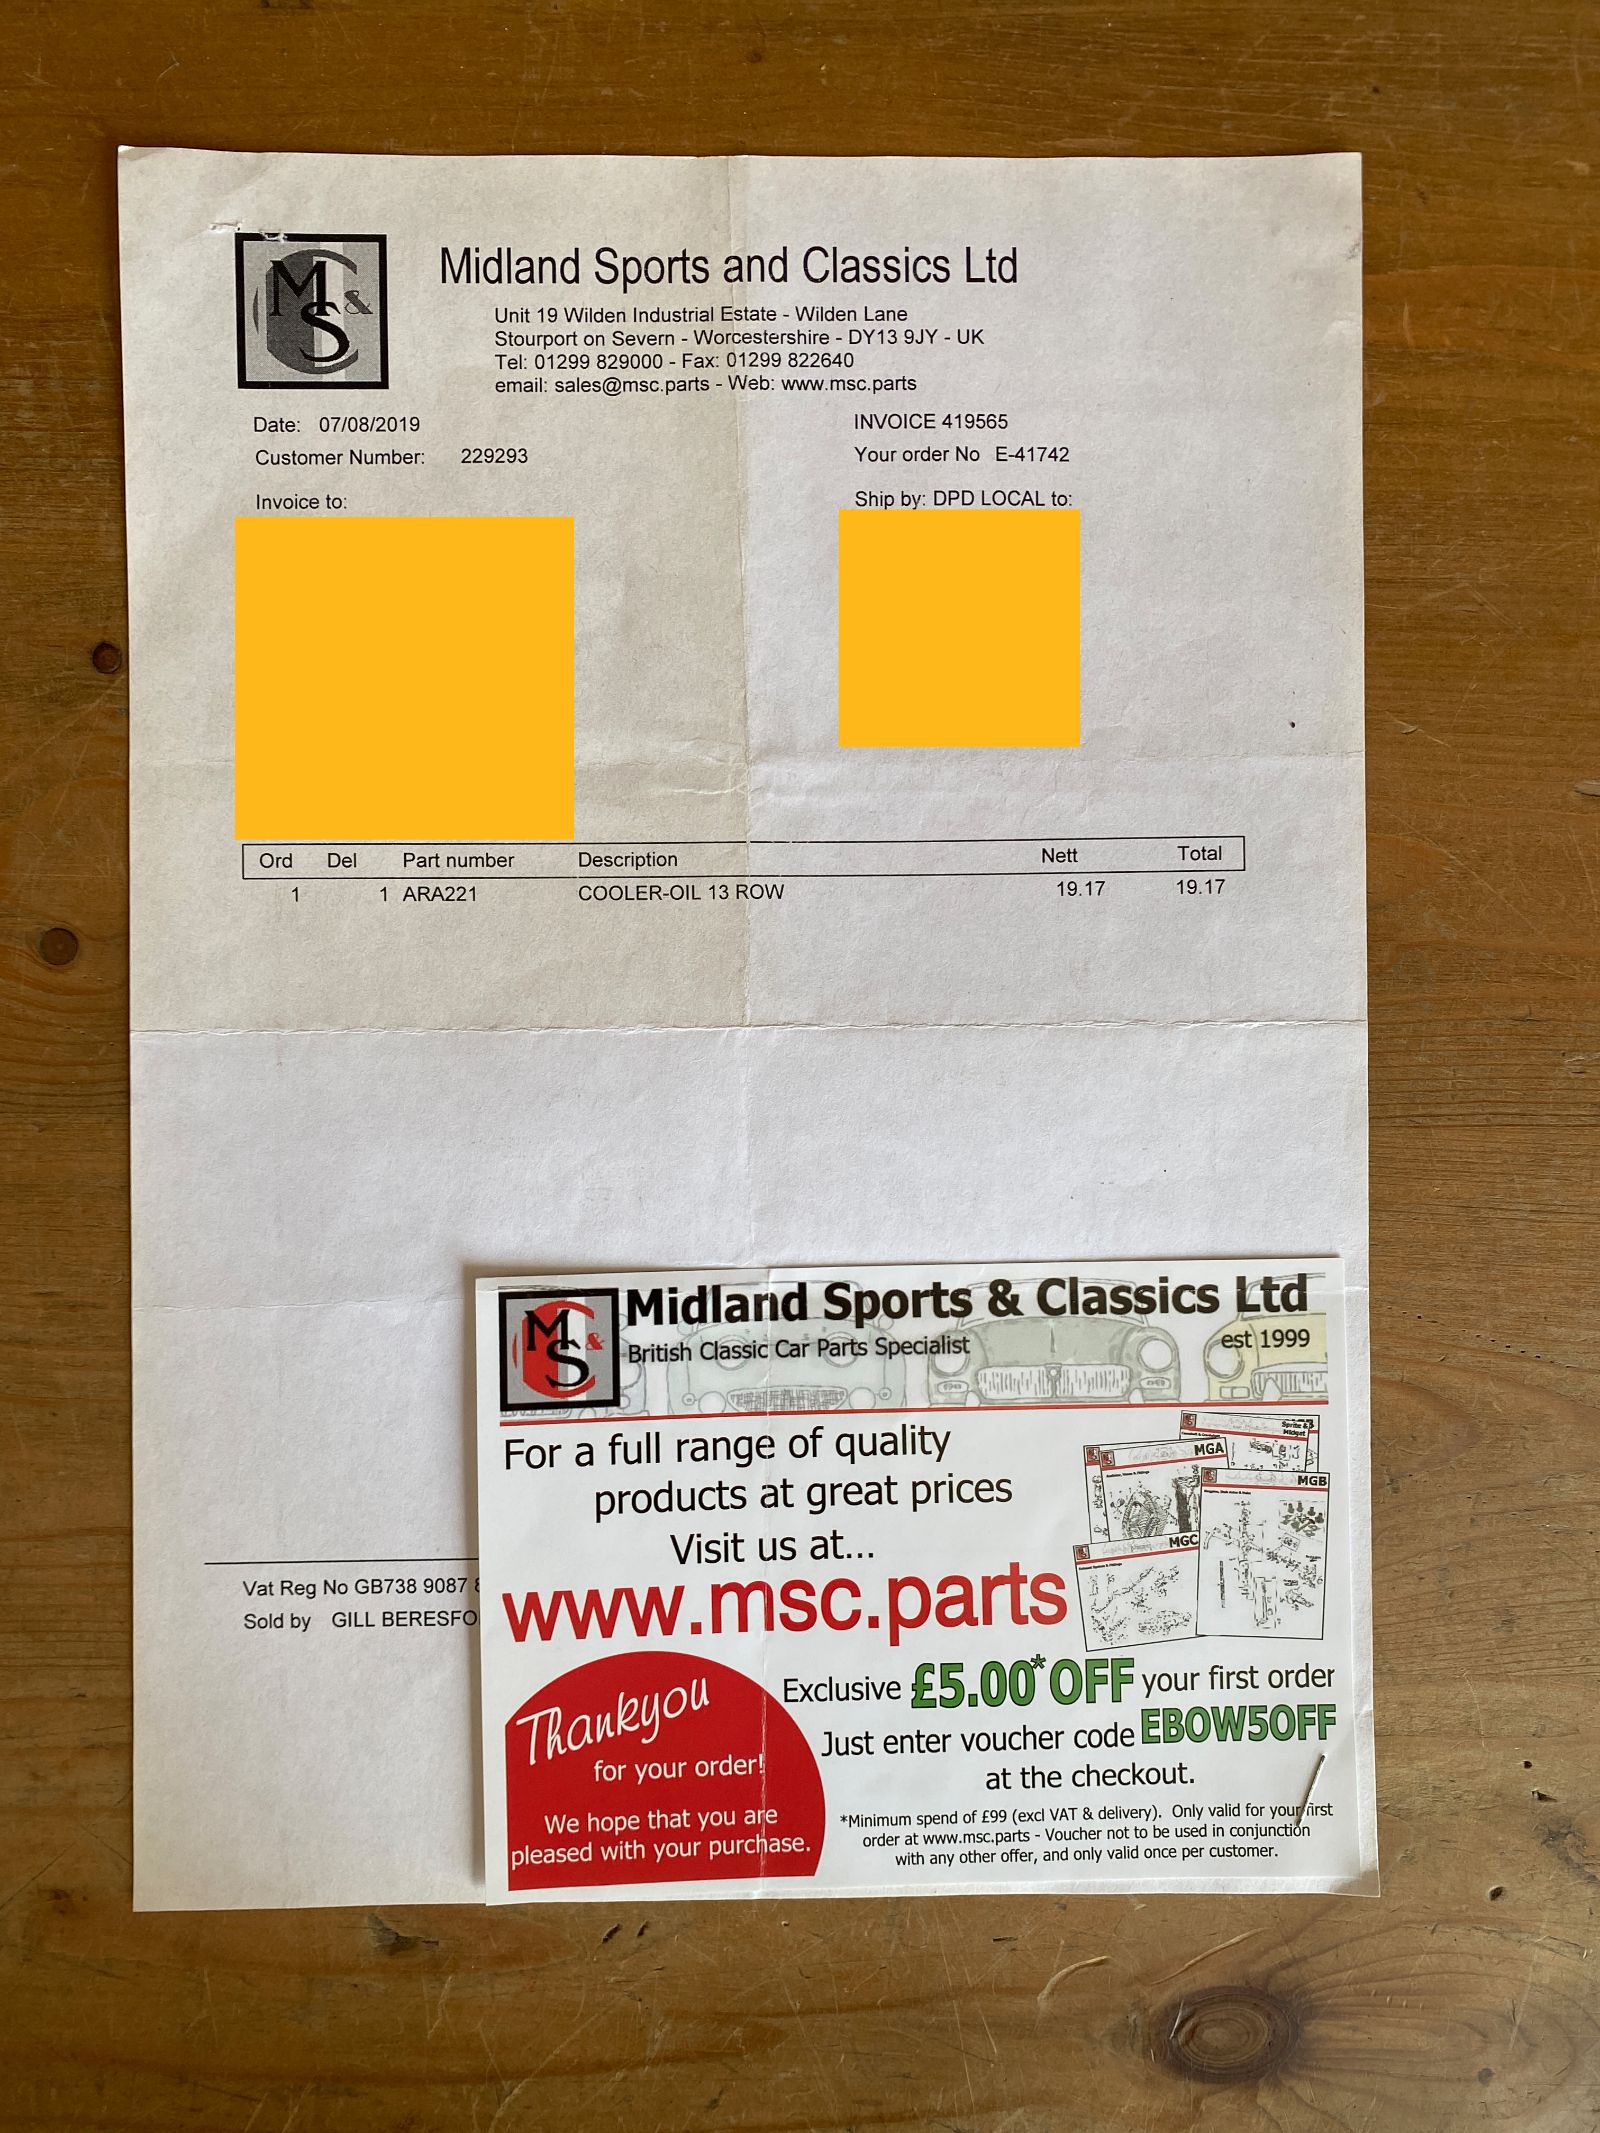 M & S
Midland Sports and Classics Ltd
Unit 19 Wilden Industrial Estate - Wilden Lane
Stourport on Severn - Worcestershire - DY13 9JY - UK
Tel: 01299 829000 - Fax: 01299 822640
email: sales@msc.parts - Web: www.msc.parts
Date: 07/08/2019
INVOICE 419565
Customer Number: 229293
Your order No E-41742
Invoice to:
Ship by: DPD LOCAL to:
Ord Del Part number Description Nett Total
1 1 ARA221 COOLER-OIL 13 ROW 19.17 19.17
Vat Reg No GB738 9087
Sold by GILL BERESFO
M & S
Midland Sports & Classics Ltd
British Classic Car Parts Specialist
est 1999
For a full range of quality
products at great prices
Visit us at...
www.msc.parts
Sprite & Midget
MGA
MGB
MGC
Thankyou
for your order!
We hope that you are
pleased with your purchase.
Exclusive £5.00* OFF your first order
Just enter voucher code EBOW5OFF
at the checkout.
*Minimum spend of £99 (excl VAT & delivery). Only valid for your first
order at www.msc.parts - Voucher not to be used in conjunction
with any other offer, and only valid once per customer.